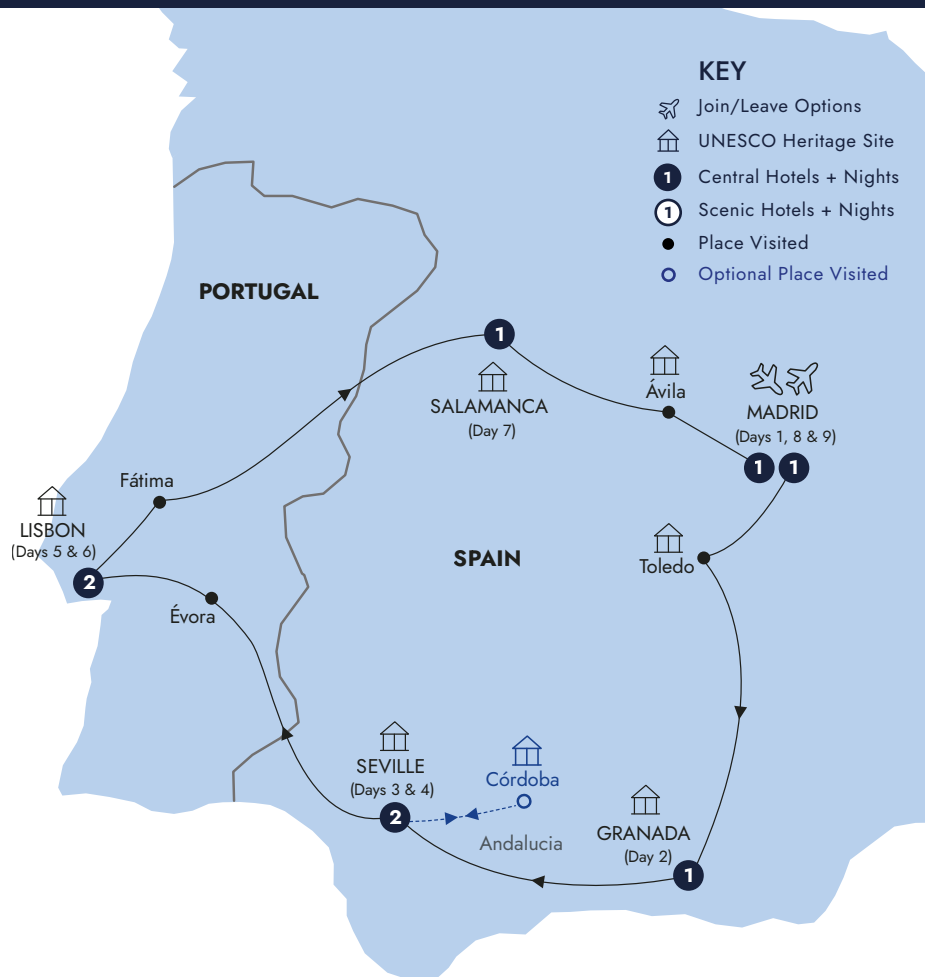 KEY
Join/Leave Options
UNESCO Heritage Site
1 Central Hotels + Nights
1 Scenic Hotels + Nights
Place Visited
Optional Place Visited
PORTUGAL
1
SALAMANCA
(Day 7)
Ávila
MADRID
(Days 1, 8 & 9)
1 1
Fátima
LISBON
(Days 5 & 6)
2
Évora
SPAIN
Toledo
SEVILLE
(Days 3 & 4)
2
Córdoba
Andalucia
GRANADA
(Day 2)
1